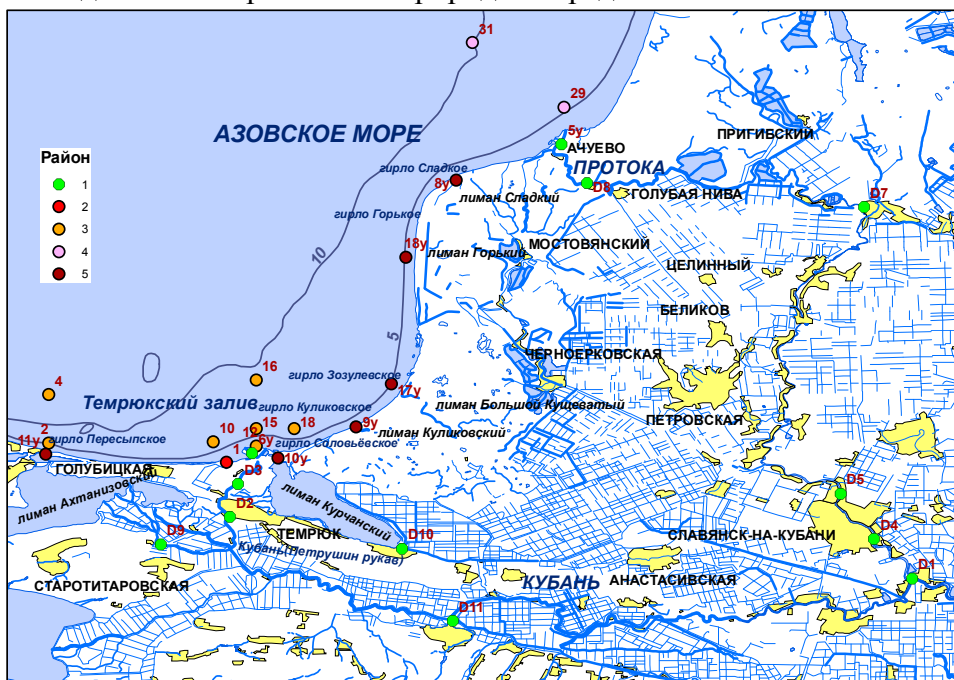 31
29
АЗОВСКОЕ МОРЕ
5у
ПРИГИВСКИЙ
АЧУЕВО
Район
1
2
3
4
5
гирло Сладкое
ПРОТОКА
8у
D8
лиман Сладкий
ГОЛУБАЯ НИВА
D7
гирло Горькое
18у
лиман Горький
МОСТОВЯНСКИЙ
10
ЦЕЛИННЫЙ
БЕЛИКОВ
5
ЧЕРНОЕРКОВСКАЯ
16
гирло Зозулевское
17у
4
Темрюкский залив
гирло Куликовское
лиман Большой Кущеватый
ПЕТРОВСКАЯ
2
10
15
18
9у
лиман Куликовский
11у
гирло Пересыпское
12
6у
гирло Соловьёвское
1
10у
ГОЛУБИЦКАЯ
D3
лиман Ахтанизовский
лиман Курчанский
D5
D2
ТЕМРЮК
СЛАВЯНСК-НА-КУБАНИ
D4
D9
Кубань(Петрушин рукав)
D10
СТАРОТИТАРОВСКАЯ
КУБАНЬ
АНАСТАСИВСКАЯ
D1
D11